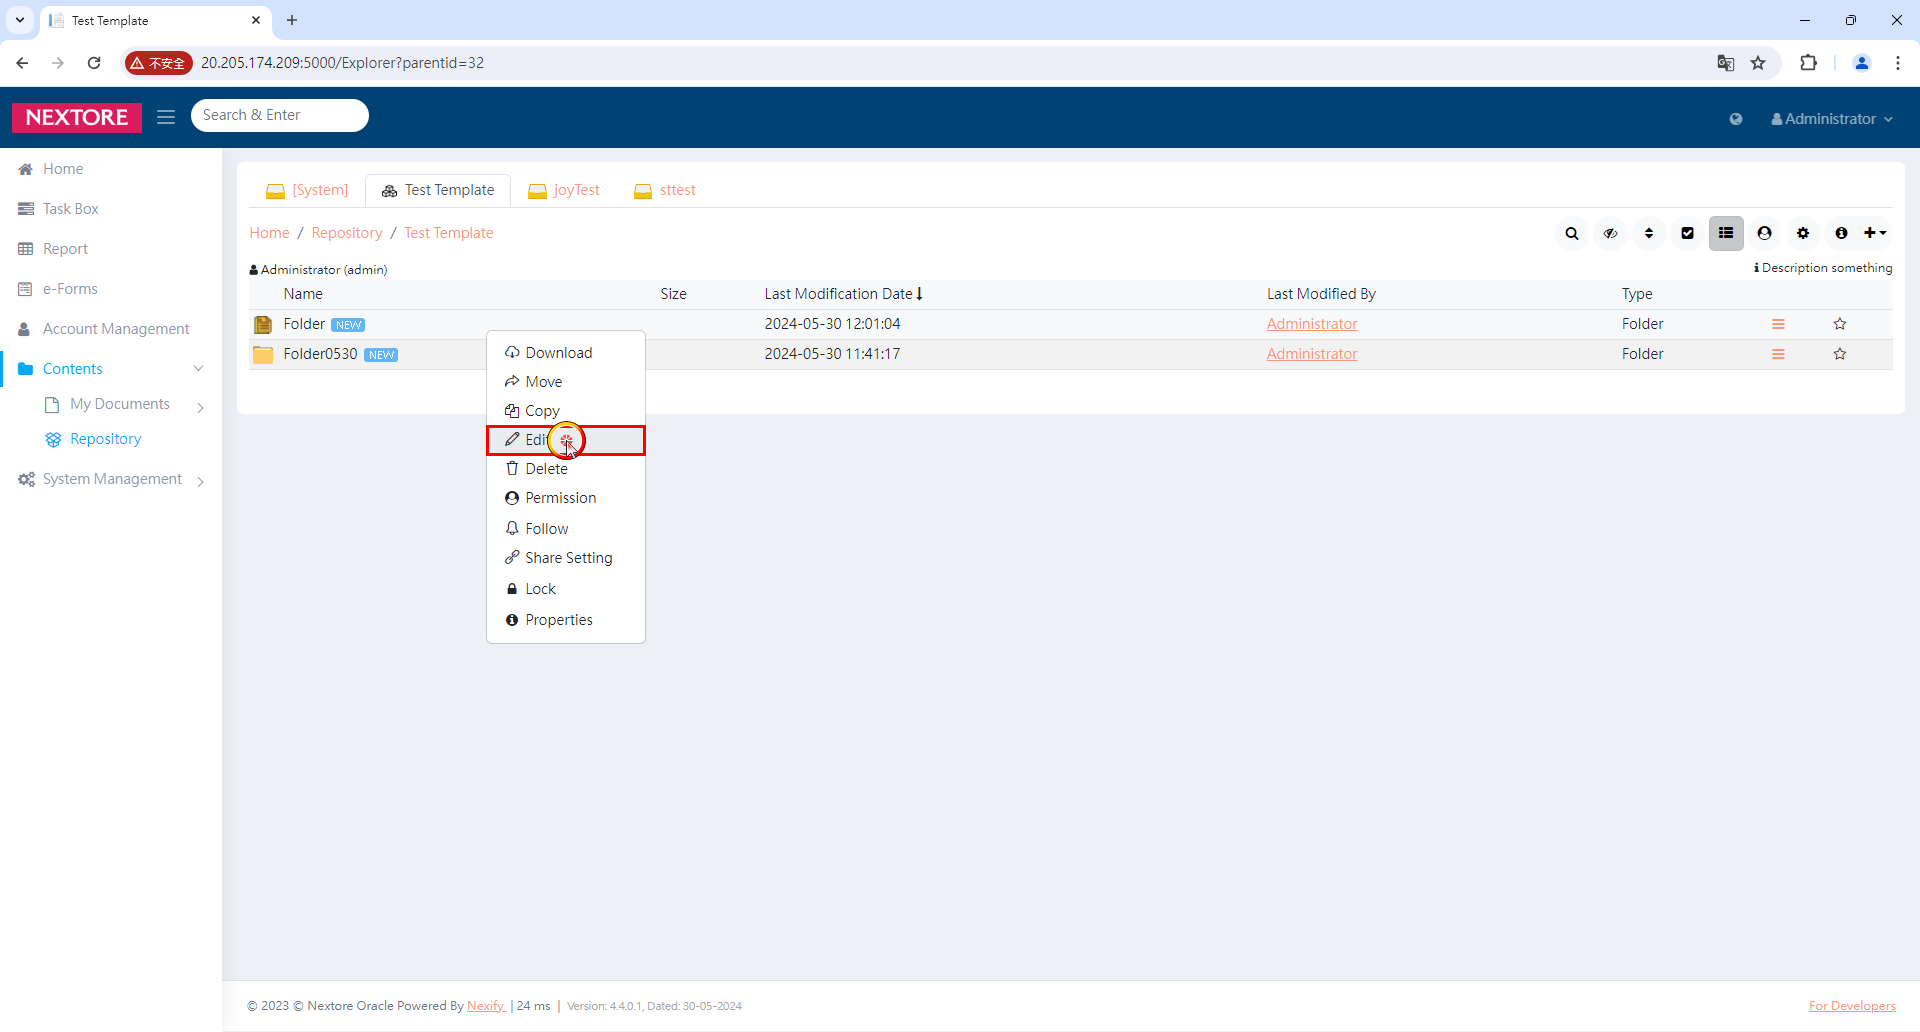 Test Template
不安全
20.205.174.209:5000/Explorer?parentid=32
NEXTORE
Search & Enter
Administrator
Home
Task Box
Report
e-Forms
Account Management
Contents
My Documents
Repository
System Management
[System]
Test Template
joyTest
sttest
Home / Repository / Test Template
Administrator (admin)
Description something
Name Size Last Modification Date Last Modified By Type
Folder NEW 2024-05-30 12:01:04 Administrator Folder
Folder0530 NEW 2024-05-30 11:41:17 Administrator Folder
Download
Move
Copy
Edit
Delete
Permission
Follow
Share Setting
Lock
Properties
© 2023 © Nextore Oracle Powered By Nexify | 24 ms | Version: 4.4.0.1, Dated: 30-05-2024
For Developers